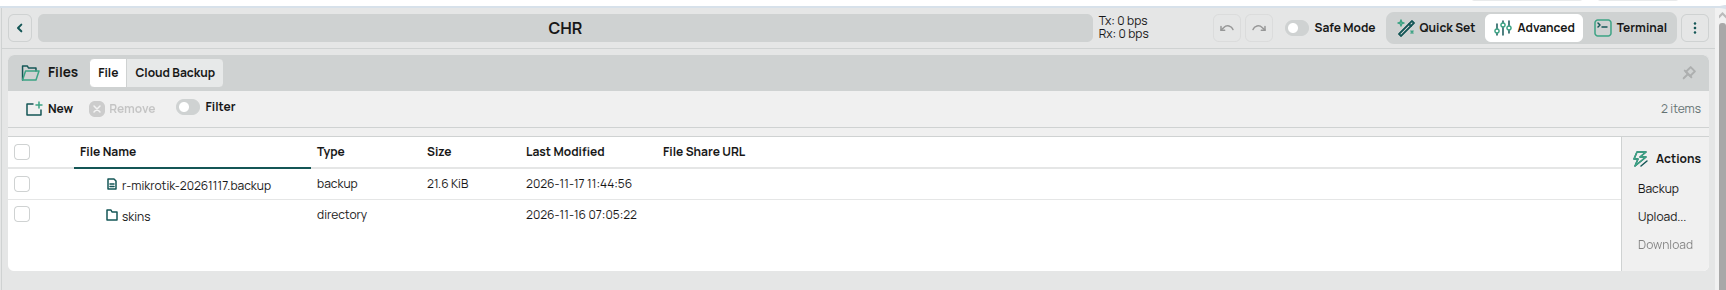 CHR
Tx: 0 bps
Rx: 0 bps
Safe Mode Quick Set Advanced Terminal
Files File Cloud Backup
New Remove Filter 2 items
File Name Type Size Last Modified File Share URL
r-mikrotik-20261117.backup backup 21.6 KiB 2026-11-17 11:44:56
skins directory 2026-11-16 07:05:22
Actions
Backup
Upload...
Download